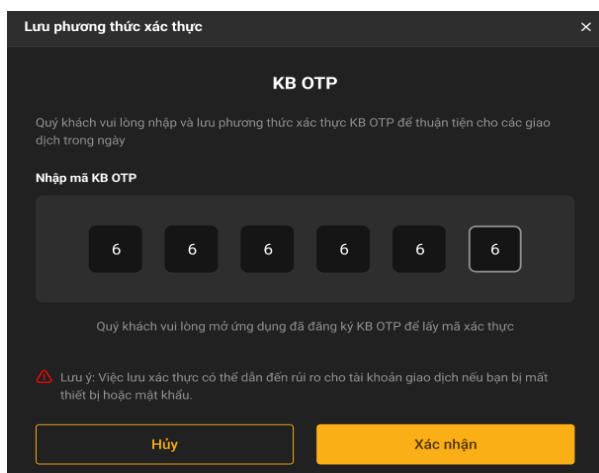 Lưu phương thức xác thực ×
KB OTP
Quý khách vui lòng nhập và lưu phương thức xác thực KB OTP để thuận tiện cho các giao
dịch trong ngày
Nhập mã KB OTP
6 6 6 6 6 6
Quý khách vui lòng mở ứng dụng đã đăng ký KB OTP để lấy mã xác thực
Lưu ý: Việc lưu xác thực có thể dẫn đến rủi ro cho tài khoản giao dịch nếu bạn bị mất
thiết bị hoặc mật khẩu.
Hủy Xác nhận